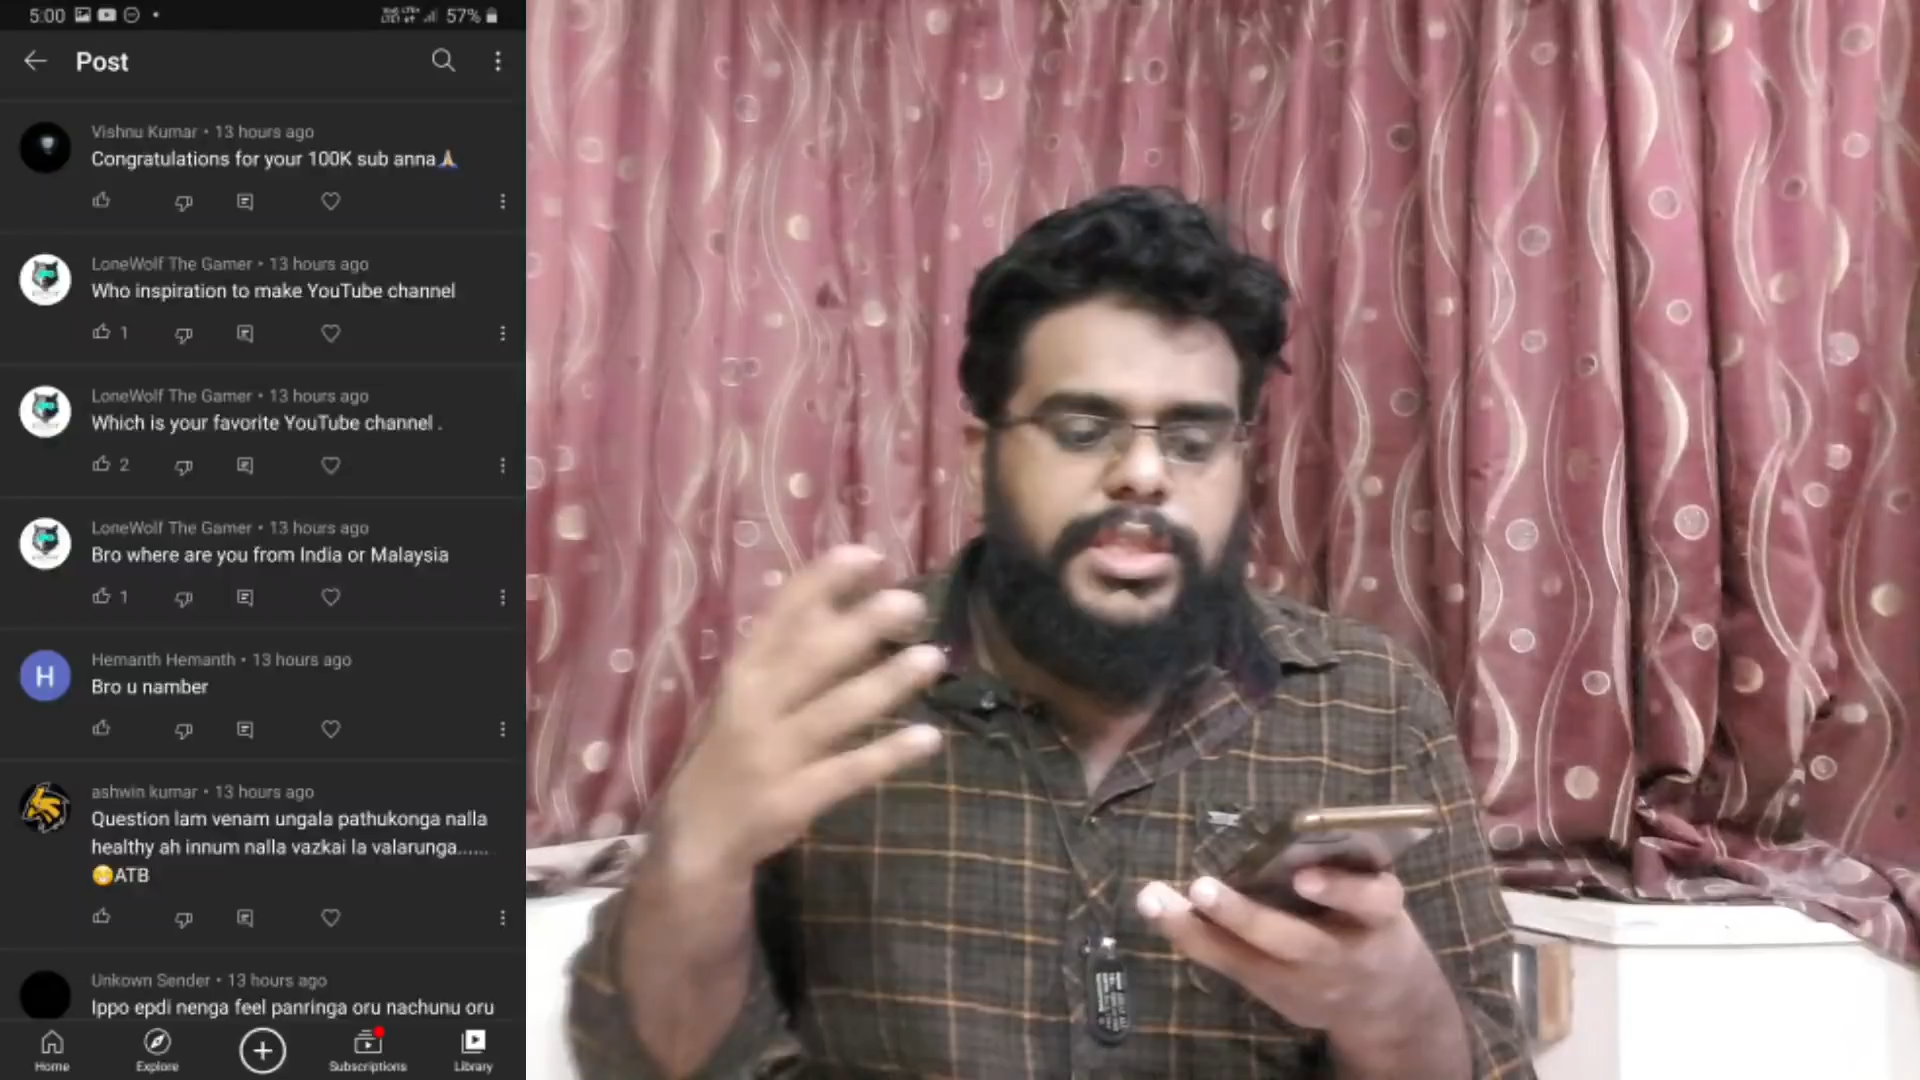 5:00
57%
Post
Vishnu Kumar • 13 hours ago
Congratulations for your 100K sub anna🙏
LoneWolf The Gamer • 13 hours ago
Who inspiration to make YouTube channel
1
LoneWolf The Gamer • 13 hours ago
Which is your favorite YouTube channel .
2
LoneWolf The Gamer • 13 hours ago
Bro where are you from India or Malaysia
1
H
Hemanth Hemanth • 13 hours ago
Bro u namber
ashwin kumar • 13 hours ago
Question lam venam ungala pathukonga nalla
healthy ah innum nalla vazkai la valarunga......
😁ATB
Unkown Sender • 13 hours ago
Ippo epdi nenga feel panringa oru nachunu oru
Home
Explore
Subscriptions
Library